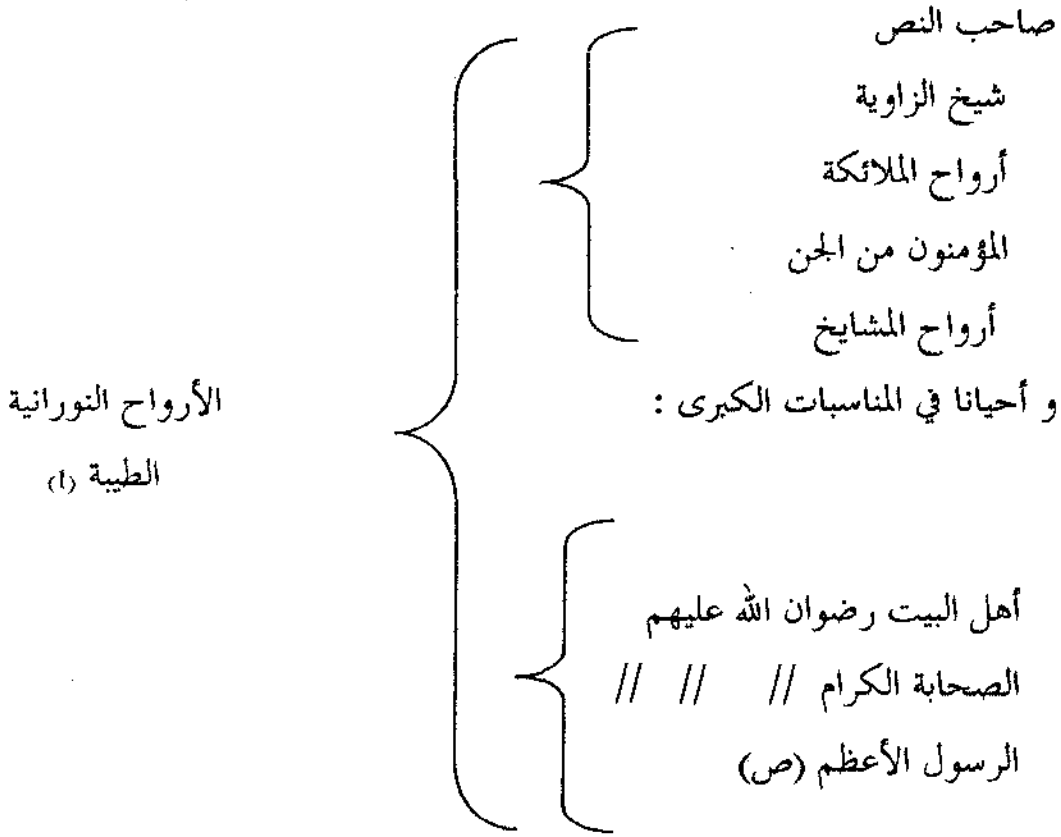 صاحب النص
شيخ الزاوية
أرواح الملائكة
المؤمنون من الجن
أرواح المشايخ
و أحيانا في المناسبات الكبرى :
أهل البيت رضوان الله عليهم
الصحابة الكرام // // //
الرسول الأعظم (ص)
الأرواح النورانية
الطيبة (أ)